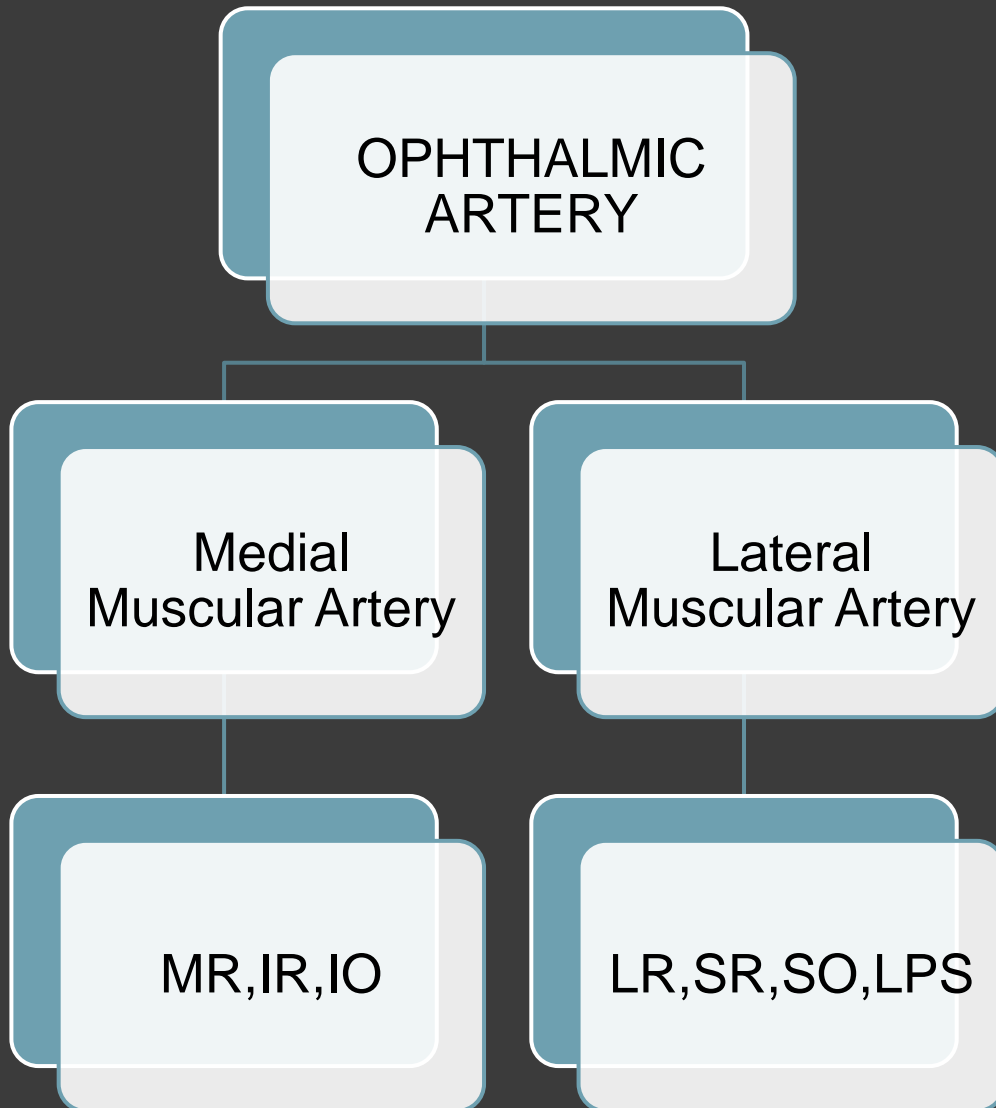 OPHTHALMIC
ARTERY
Medial
Muscular Artery
Lateral
Muscular Artery
MR,IR,IO
LR,SR,SO,LPS